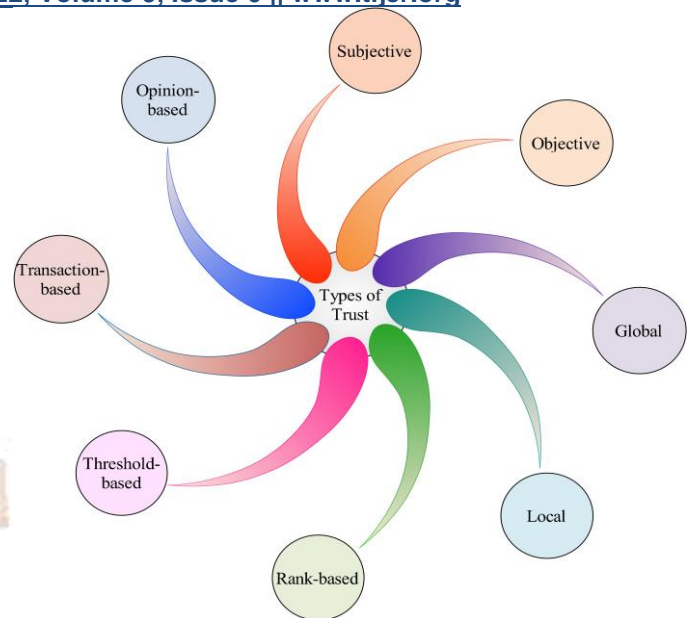 Subjective
Opinion-
based
Objective
Transaction-
based
Types of
Trust
Global
Threshold-
based
Local
Rank-based